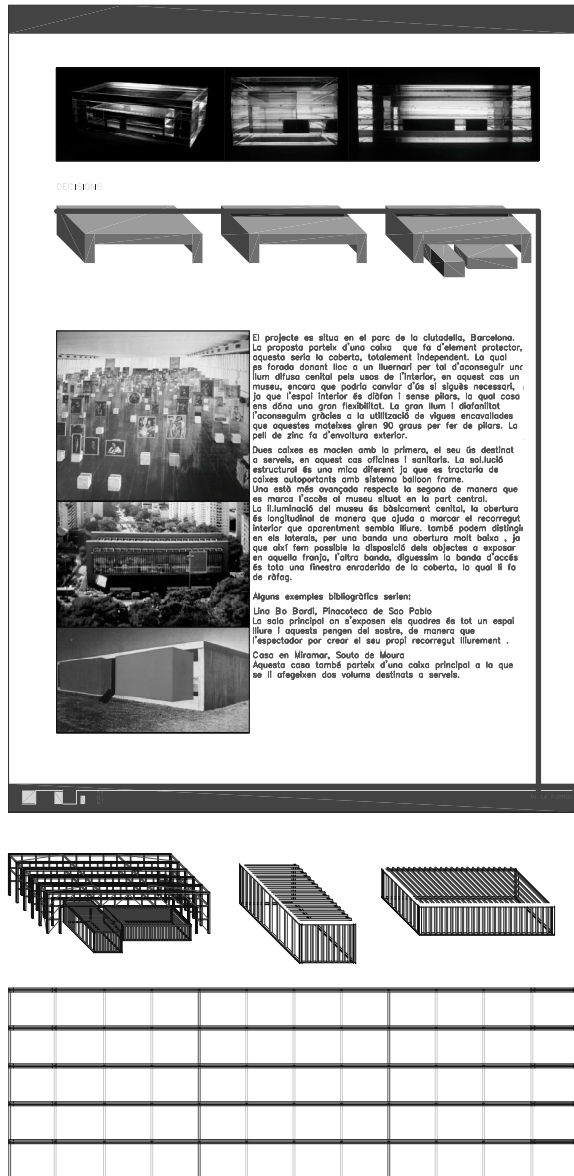 DECISIONS
El projecte es situa en el parc de la ciutadella, Barcelona.
La proposta parteix d'una caixa que fa d'element protector,
aquesta seria la coberta, totalment independent. La qual
es forada donant lloc a un lluernari per tal d'aconseguir una
llum difusa cenital pels usos de l'interior, en aquest cas un
museu, encara que podria canviar d'ús si siguès necessari,
ja que l'espai interior és diàfan i sense pilars, la qual cosa
ens dóna una gran flexibilitat. La gran llum i diafanitat
l'aconseguim gràcies a la utilització de vigues encavallades
que aquestes mateixes giren 90 graus per fer de pilars. La
pell de zinc fa d'envoltura exterior.
Dues caixes es maclen amb la primera, el seu ús destinat
a serveis, en aquest cas oficines i sanitaris. La sol.lució
estructural és una mica diferent ja que es tractaria de
caixes autoportants amb sistema balloon frame.
Una està més avançada respecte la segona de manera que
es marca l'accès al museu situat en la part central.
La il.luminació del museu és bàsicament cenital, la obertura
és longitudinal de manera que ajuda a marcar el recorregut
interior que aparentment sembla lliure. també podem distingi
en els laterals, per una banda una obertura molt baixa , ja
que així fem possible la disposició dels objectes a exposar
en aquella franja, l'altra banda, diguessim la banda d'accés
és tota una finestra enraderida de la coberta, la qual li fa
de ràfag.
Alguns exemples bibliogràfics serien:
Lina Bo Bardi, Pinacoteca de Sao Pablo
La sala principal on s'exposen els quadres és tot un espai
lliure i aquests pengen del sostre, de manera que
l'espectador por crear el seu propi recorregut lliurement .
Casa en Miramar, Souto de Moura
Aquesta casa també parteix d'una caixa principal a la que
se li afegeixen dos volums destinats a serveis.